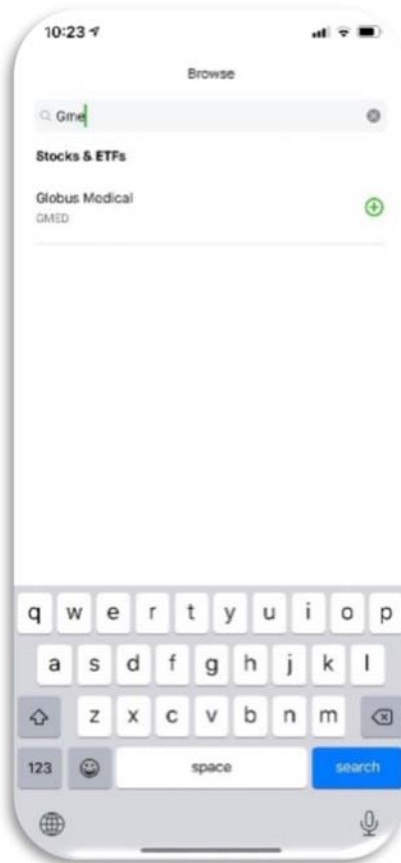 10:23
Browse
Gme
Stocks & ETFs
Globus Medical
GMED
q w e r t y u i o p
a s d f g h j k l
z x c v b n m
123 space search